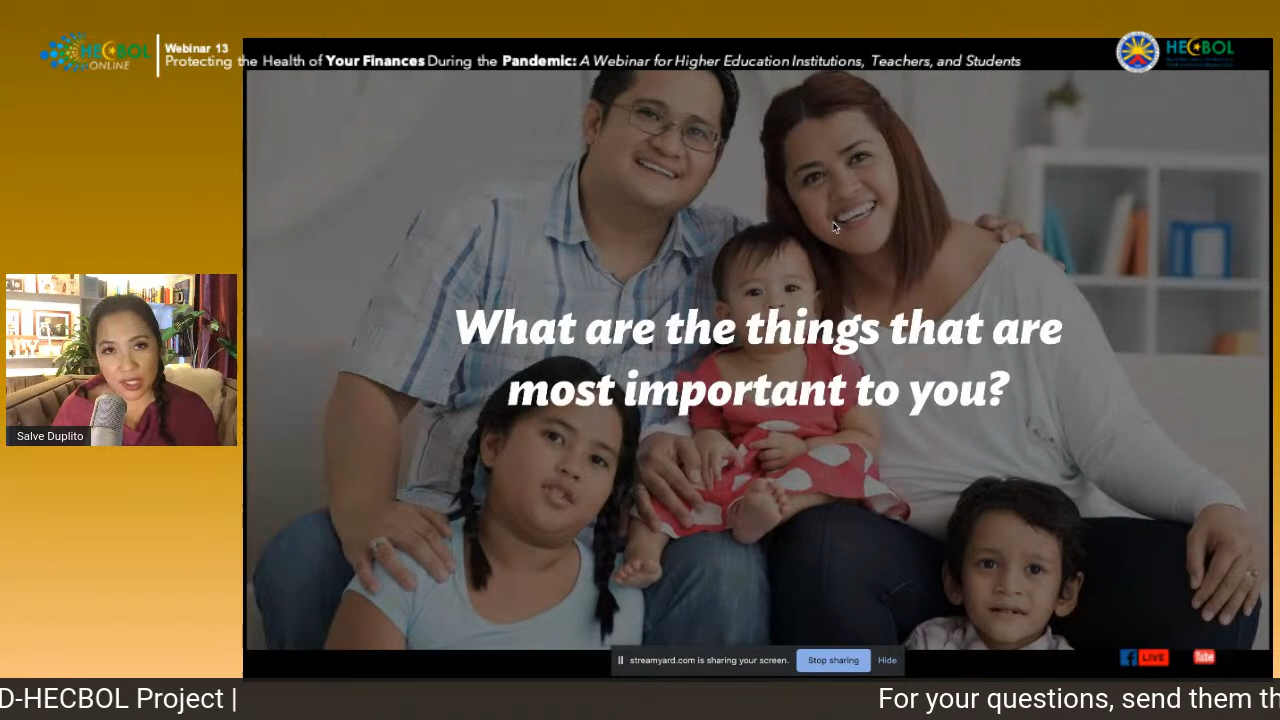 HECBOL
ONLINE
Webinar 13
Protecting the Health of Your Finances During the Pandemic: A Webinar for Higher Education Institutions, Teachers, and Students
HECBOL
What are the things that are
most important to you?
Salve Duplito
streamyard.com is sharing your screen.
Stop sharing
Hide
LIVE
You
Tube
D-HECBOL Project |
For your questions, send them th